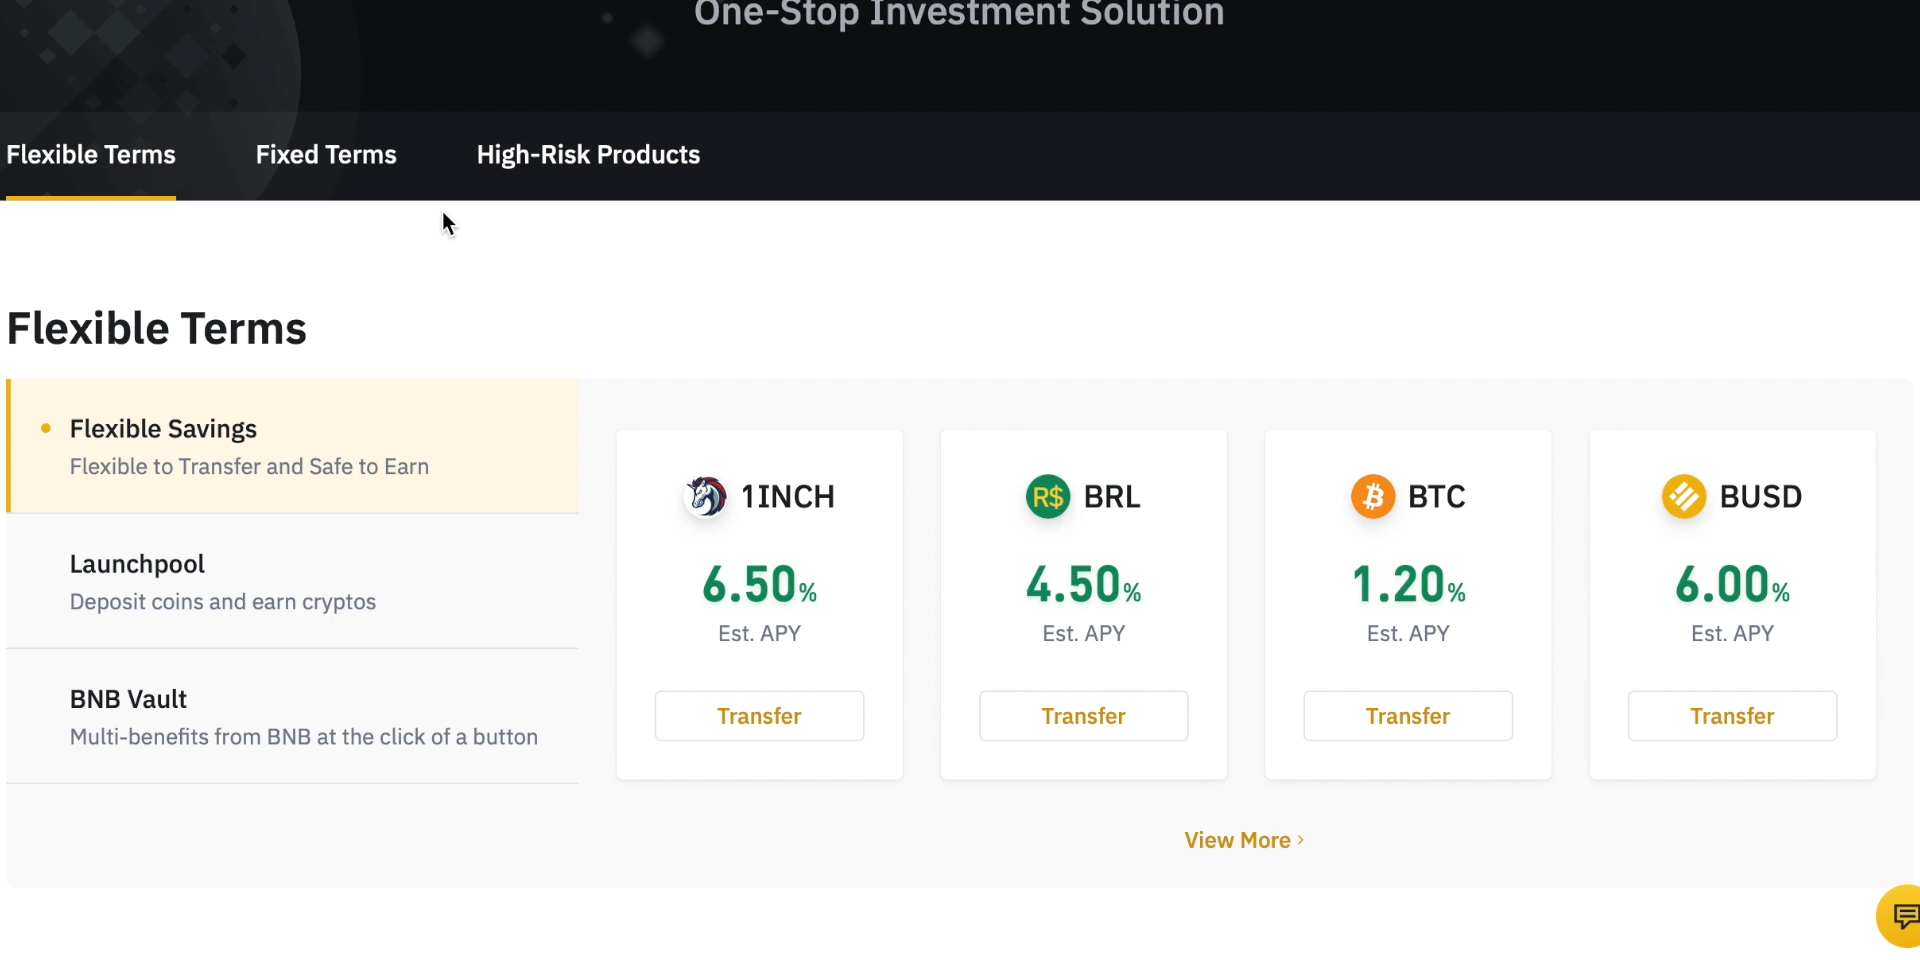 One-Stop Investment Solution
Flexible Terms
Fixed Terms
High-Risk Products
Flexible Terms
Flexible Savings
Flexible to Transfer and Safe to Earn
Launchpool
Deposit coins and earn cryptos
BNB Vault
Multi-benefits from BNB at the click of a button
1INCH
6.50%
Est. APY
Transfer
R$ BRL
4.50%
Est. APY
Transfer
BTC
1.20%
Est. APY
Transfer
BUSD
6.00%
Est. APY
Transfer
View More ›